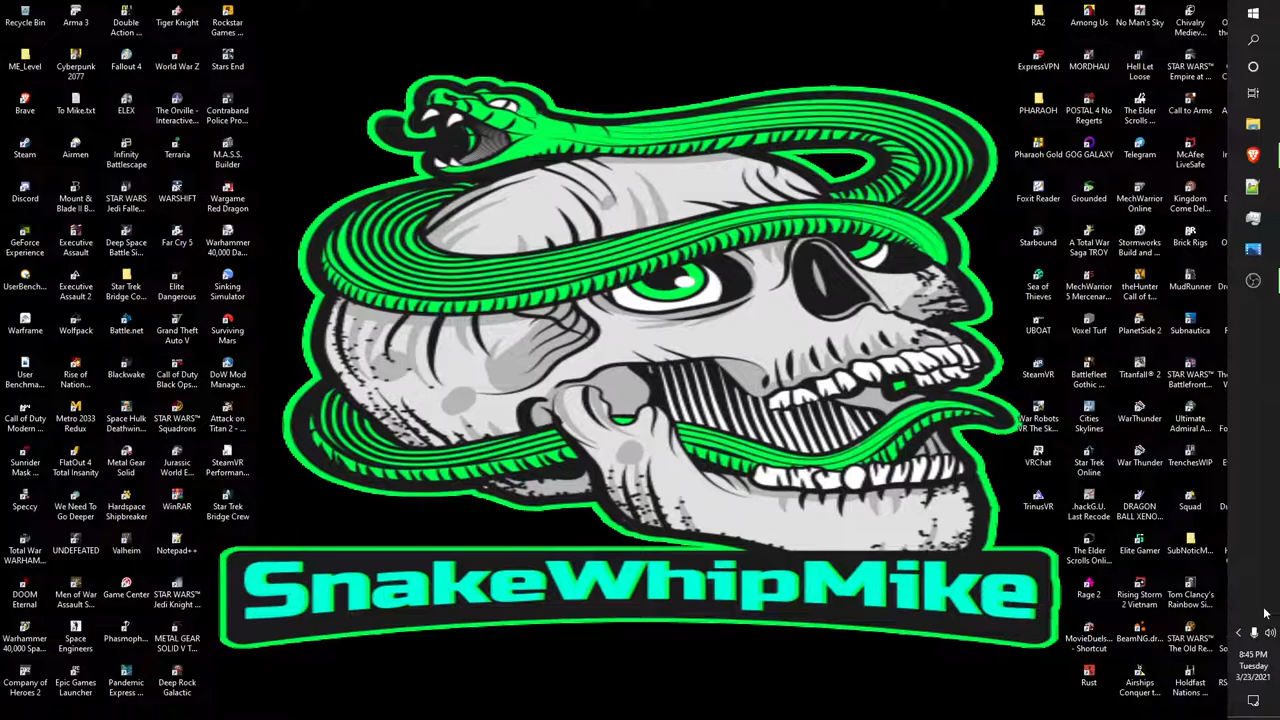 Recycle Bin
Arma 3
Double
Action ...
Tiger Knight
Rockstar
Games ...
ME_Level
Cyberpunk
2077
Fallout 4
World War Z
Stars End
Brave
To Mike.txt
ELEX
The Orville -
Interactive...
Contraband
Police Pro...
Steam
Airmen
Infinity
Battlescape
Terraria
M.A.S.S.
Builder
Discord
Mount &
Blade II B...
STAR WARS
Jedi Falle...
WARSHIFT
Wargame
Red Dragon
GeForce
Experience
Executive
Assault
Deep Space
Battle Si...
Far Cry 5
Warhammer
40,000 Da...
UserBench...
Executive
Assault 2
Star Trek
Bridge Co...
Elite
Dangerous
Sinking
Simulator
Warframe
Wolfpack
Battle.net
Grand Theft
Auto V
Surviving
Mars
User
Benchma...
Rise of
Nation...
Blackwake
Call of Duty
Black Ops...
DoW Mod
Manage...
Call of Duty
Modern ...
Metro 2033
Redux
Space Hulk
Deathwin...
STAR WARS™
Squadrons
Attack on
Titan 2 - ...
Sunrider
Mask ...
FlatOut 4
Total Insanity
Metal Gear
Solid
Jurassic
World E...
SteamVR
Performan...
Speccy
We Need To
Go Deeper
Hardspace
Shipbreaker
WinRAR
Star Trek
Bridge Crew
Total War
WARHAM...
UNDEFEATED
Valheim
Notepad++
DOOM
Eternal
Men of War
Assault S...
Game Center
STAR WARS™
Jedi Knight ...
Warhammer
40,000 Spa...
Space
Engineers
Phasmoph...
METAL GEAR
SOLID V T...
Company of
Heroes 2
Epic Games
Launcher
Pandemic
Express ...
Deep Rock
Galactic
SnakeWhipMike
RA2
Among Us
No Man's Sky
Chivalry
Mediev...
ExpressVPN
MORDHAU
Hell Let
Loose
STAR WARS™
Empire at ...
PHARAOH
POSTAL 4 No
Regerts
The Elder
Scrolls ...
Call to Arms
Pharaoh Gold
GOG GALAXY
Telegram
McAfee
LiveSafe
Foxit Reader
Grounded
MechWarrior
Online
Kingdom
Come Del...
Starbound
A Total War
Saga TROY
Stormworks
Build and ...
Brick Rigs
Sea of
Thieves
MechWarrior
5 Mercenar...
theHunter
Call of t...
MudRunner
UBOAT
Voxel Turf
PlanetSide 2
Subnautica
SteamVR
Battlefleet
Gothic ...
Titanfall® 2
STAR WARS™
Battlefront...
War Robots
VR The Sk...
Cities
Skylines
WarThunder
Ultimate
Admiral A...
VRChat
Star Trek
Online
War Thunder
TrenchesWIP
TrinusVR
.hack//G.U.
Last Recode
DRAGON
BALL XENO...
Squad
The Elder
Scrolls Onli...
Elite Gamer
SubNoticM...
Rage 2
Rising Storm
2 Vietnam
Tom Clancy's
Rainbow Si...
MovieDuels...
- Shortcut
BeamNG.dr...
STAR WARS™
The Old Re...
Rust
Airships
Conquer t...
Holdfast
Nations ...
8:45 PM
Tuesday
3/23/2021